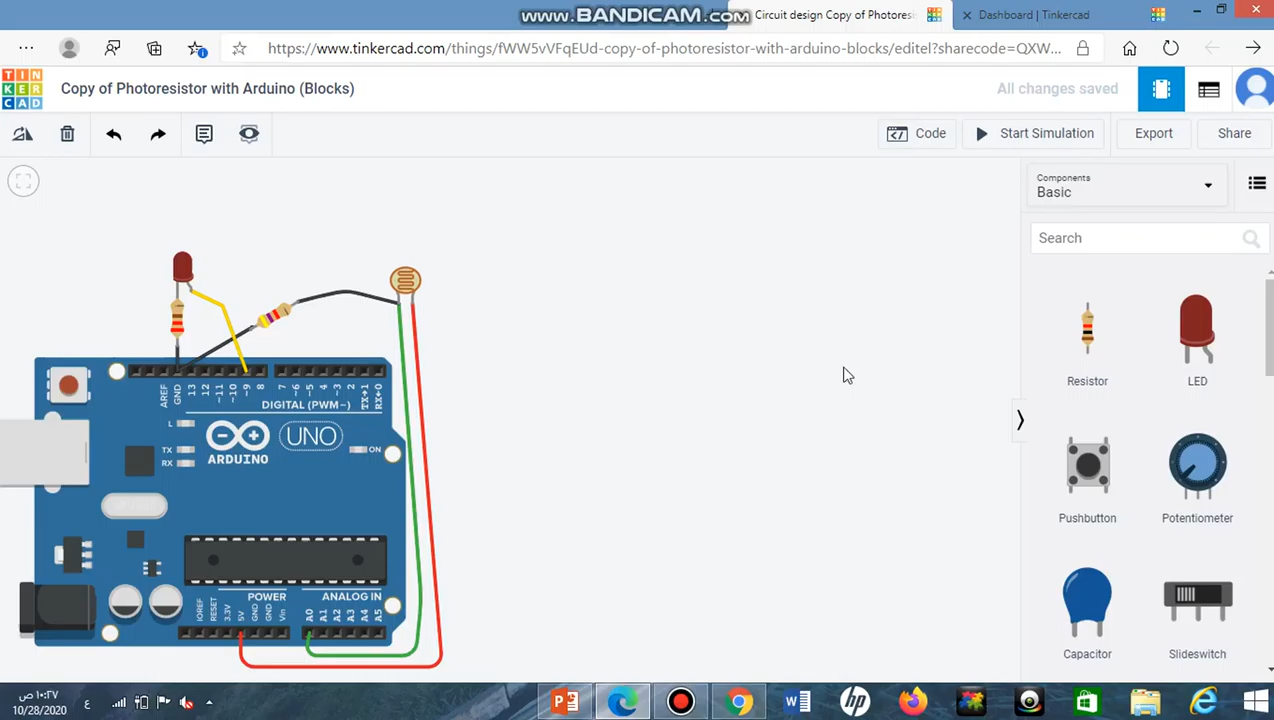 www.BANDICAM.com
Circuit design Copy of Photoresis
Dashboard | Tinkercad
https://www.tinkercad.com/things/fWW5vVFqEUd-copy-of-photoresistor-with-arduino-blocks/editel?sharecode=QXW...
TIN
KER
CAD
Copy of Photoresistor with Arduino (Blocks)
All changes saved
Code
Start Simulation
Export
Share
Components
Basic
Search
Resistor
LED
Pushbutton
Potentiometer
Capacitor
Slideswitch
AREF
GND
13
12
~11
~10
~9
8
7
~6
~5
4
~3
2
TX→1
RX←0
DIGITAL (PWM~)
L
TX
RX
ARDUINO
UNO
ON
POWER
ANALOG IN
IOREF
RESET
3.3V
5V
GND
GND
Vin
A0
A1
A2
A3
A4
A5
ع
١٠:٢٧ ص
10/28/2020